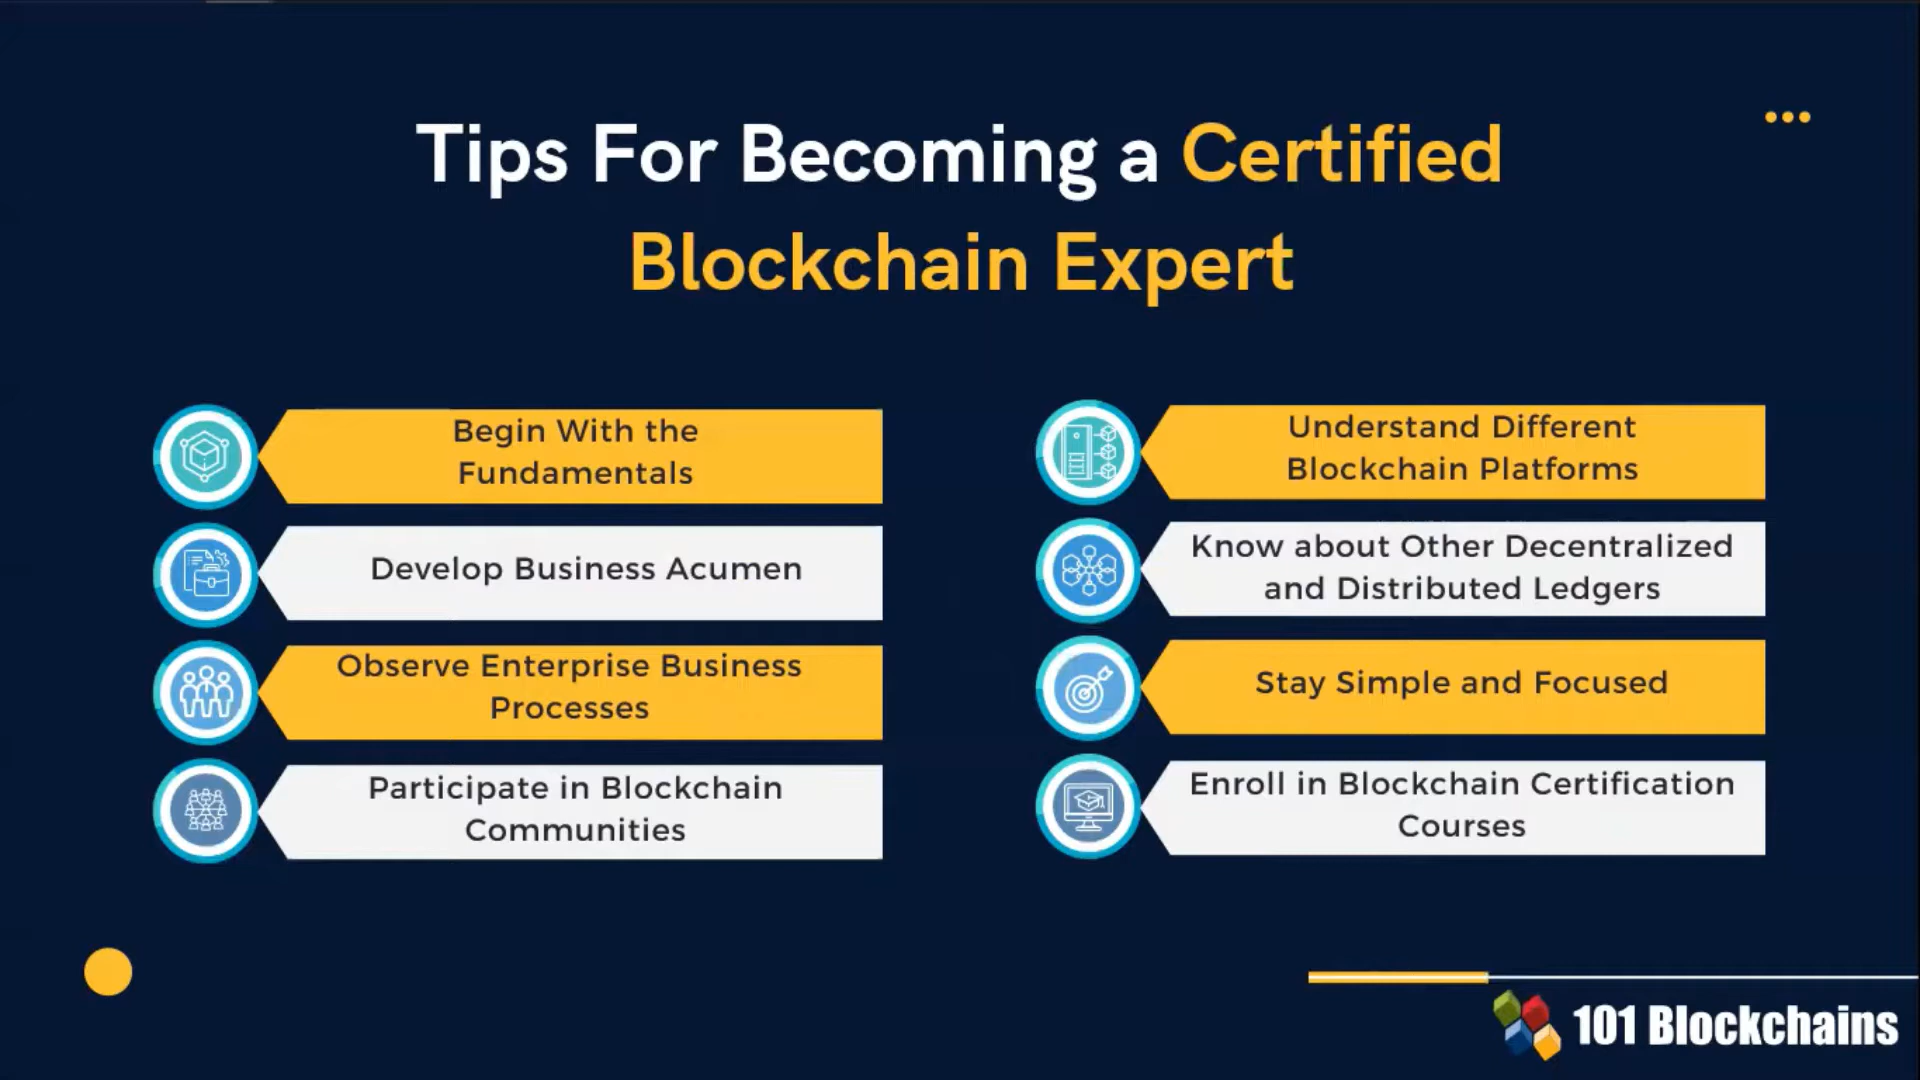 Tips For Becoming a Certified
Blockchain Expert
Begin With the
Fundamentals
Develop Business Acumen
Observe Enterprise Business
Processes
Participate in Blockchain
Communities
Understand Different
Blockchain Platforms
Know about Other Decentralized
and Distributed Ledgers
Stay Simple and Focused
Enroll in Blockchain Certification
Courses
101 Blockchains